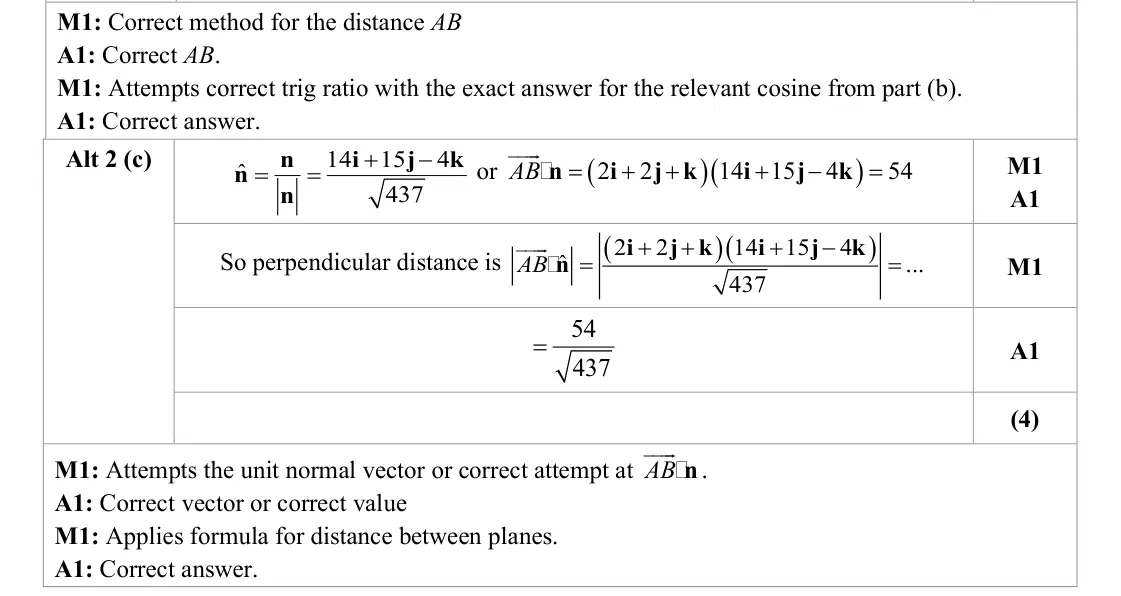 M1: Correct method for the distance AB
A1: Correct AB.
M1: Attempts correct trig ratio with the exact answer for the relevant cosine from part (b).
A1: Correct answer.
Alt 2 (c)
n̂ = n/|n| = (14i + 15j − 4k)/√437 or AB⃗□n = (2i + 2j + k)(14i + 15j − 4k) = 54
M1
A1
So perpendicular distance is |AB⃗□n̂| = |(2i + 2j + k)(14i + 15j − 4k)/√437| = ...
M1
= 54/√437
A1
(4)
M1: Attempts the unit normal vector or correct attempt at AB⃗□n.
A1: Correct vector or correct value
M1: Applies formula for distance between planes.
A1: Correct answer.